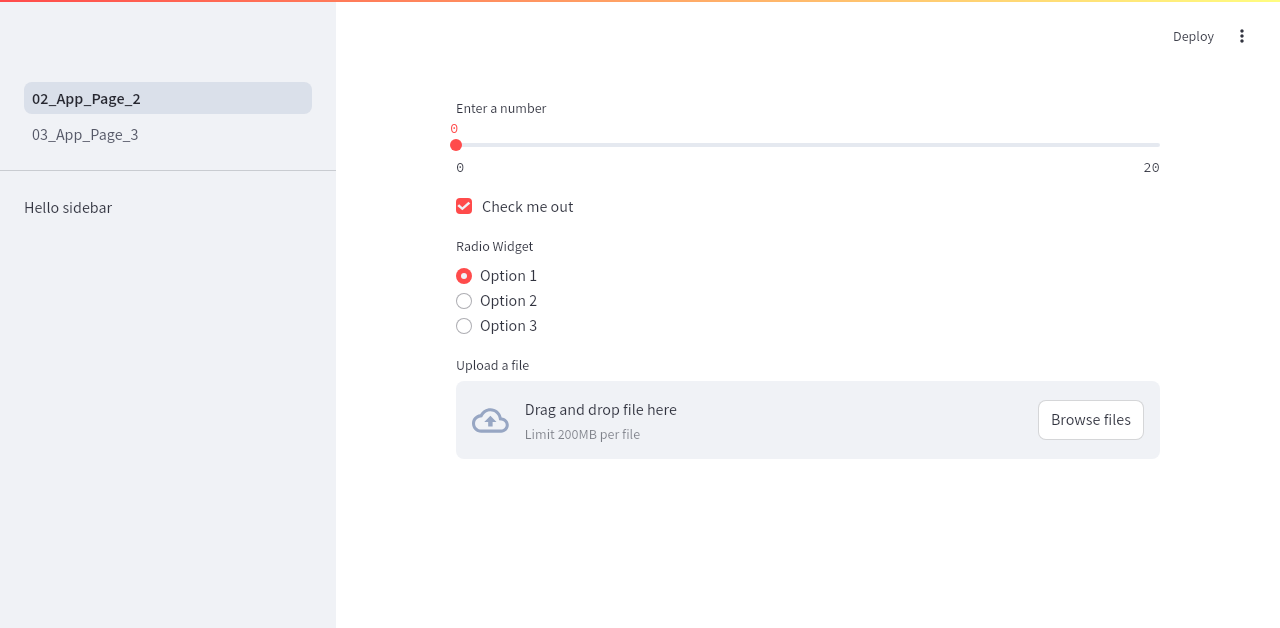 Deploy
02_App_Page_2
03_App_Page_3
Hello sidebar
Enter a number
0
0 20
Check me out
Radio Widget
Option 1
Option 2
Option 3
Upload a file
Drag and drop file here
Limit 200MB per file
Browse files